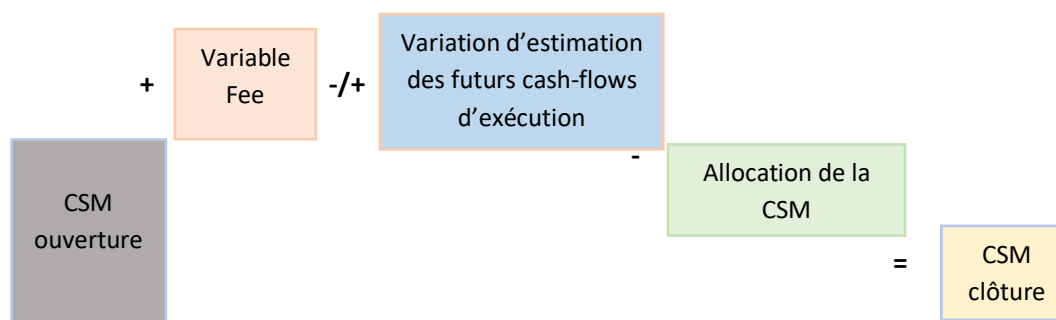 CSM
ouverture
+
Variable
Fee
-/+
Variation d’estimation
des futurs cash-flows
d’exécution
-
Allocation de la
CSM
=
CSM
clôture